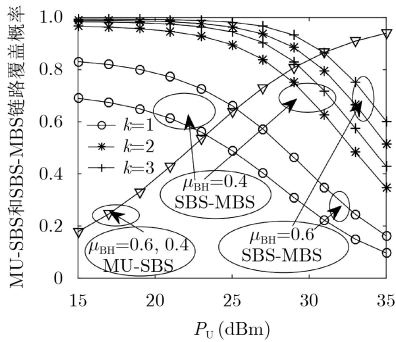 MU-SBS和SBS-MBS链路覆盖概率
1.0
0.8
0.6
0.4
0.2
0
k=1
k=2
k=3
μBH=0.4
SBS-MBS
μBH=0.6, 0.4
MU-SBS
μBH=0.6
SBS-MBS
15
20
25
30
35
PU (dBm)